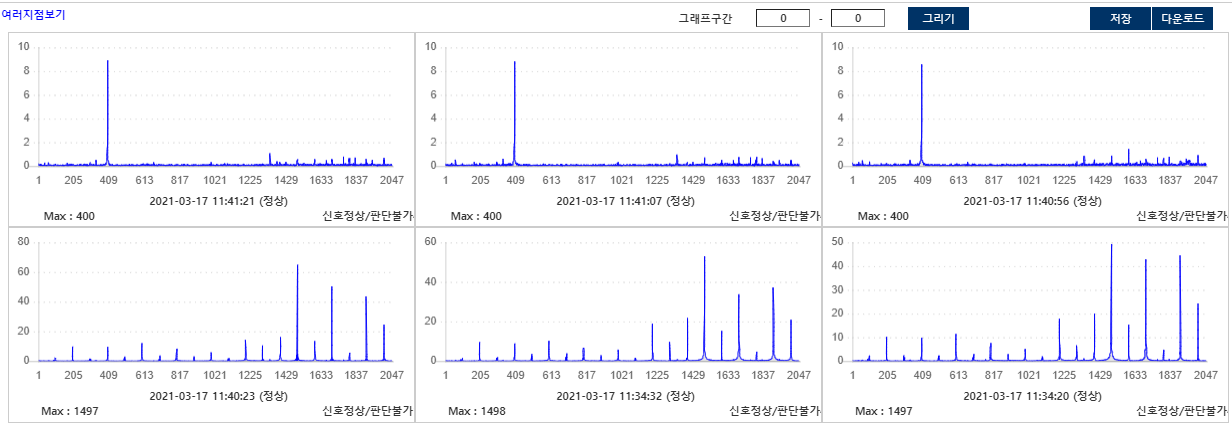 여러지점보기
그래프구간 0 - 0 그리기 저장 다운로드
10 8 6 4 2 0
1 205 409 613 817 1021 1225 1429 1633 1837 2047
2021-03-17 11:41:21 (정상)
Max : 400 신호정상/판단불가
10 8 6 4 2 0
1 205 409 613 817 1021 1225 1429 1633 1837 2047
2021-03-17 11:41:07 (정상)
Max : 400 신호정상/판단불가
10 8 6 4 2 0
1 205 409 613 817 1021 1225 1429 1633 1837 2047
2021-03-17 11:40:56 (정상)
Max : 400 신호정상/판단불가
80 60 40 20 0
1 205 409 613 817 1021 1225 1429 1633 1837 2047
2021-03-17 11:40:23 (정상)
Max : 1497 신호정상/판단불가
60 40 20 0
1 205 409 613 817 1021 1225 1429 1633 1837 2047
2021-03-17 11:34:32 (정상)
Max : 1498 신호정상/판단불가
50 40 30 20 10 0
1 205 409 613 817 1021 1225 1429 1633 1837 2047
2021-03-17 11:34:20 (정상)
Max : 1497 신호정상/판단불가